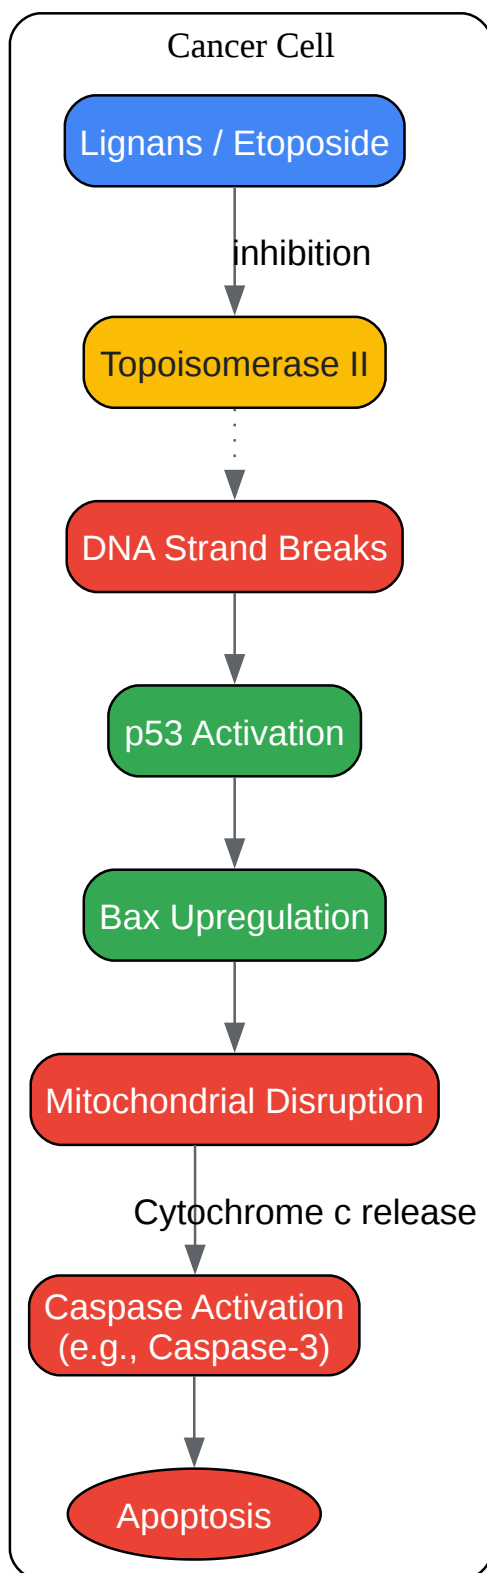 Cancer Cell
Lignans / Etoposide
inhibition
Topoisomerase II
DNA Strand Breaks
p53 Activation
Bax Upregulation
Mitochondrial Disruption
Cytochrome c release
Caspase Activation
(e.g., Caspase-3)
Apoptosis